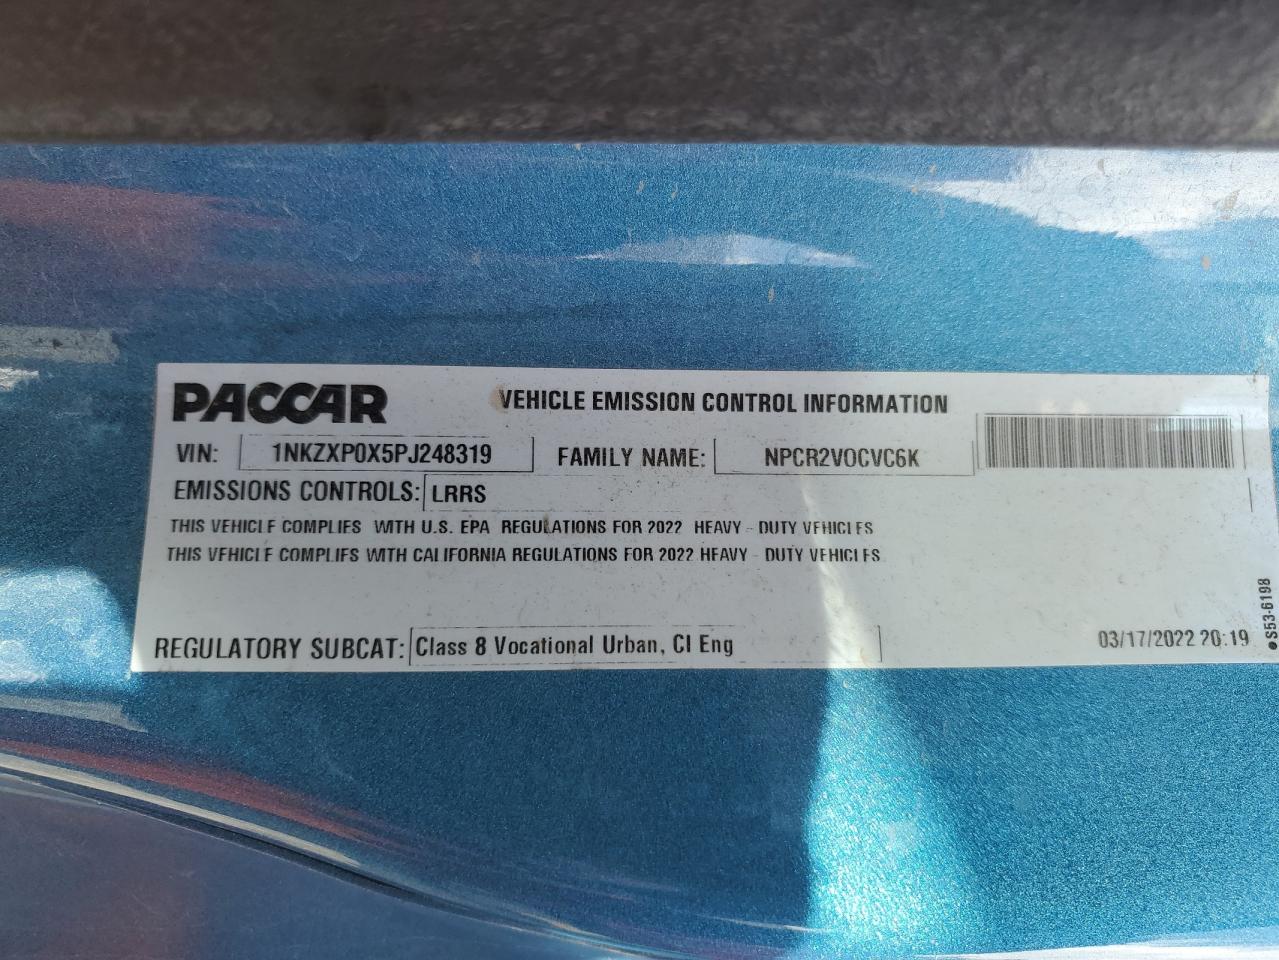 PACCAR VEHICLE EMISSION CONTROL INFORMATION
VIN: 1NKZXP0X5PJ248319 FAMILY NAME: NPCR2VOCVC6K
EMISSIONS CONTROLS: LRRS
THIS VEHICLE COMPLIES WITH U.S. EPA REGULATIONS FOR 2022 HEAVY - DUTY VEHICLES
THIS VEHICLE COMPLIES WITH CALIFORNIA REGULATIONS FOR 2022 HEAVY - DUTY VEHICLES
REGULATORY SUBCAT: Class 8 Vocational Urban, CI Eng
03/17/2022 20:19
●S53-6198